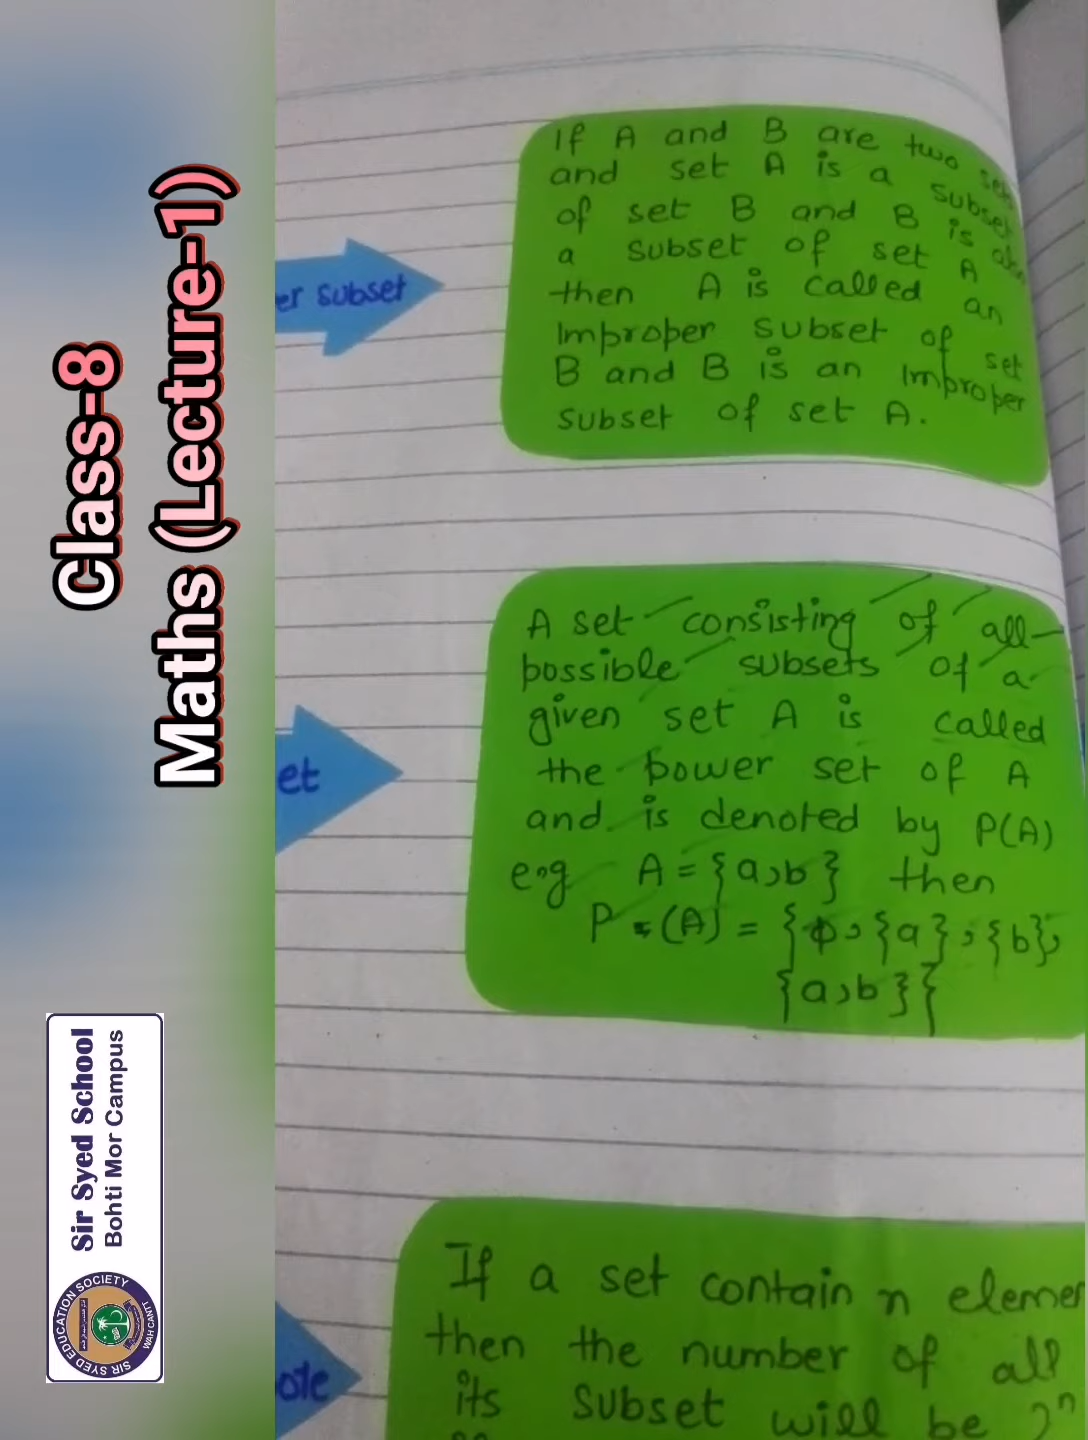 Class-8
Maths (Lecture-1)
Sir Syed School
Bohti Mor Campus
SIR SYED EDUCATION SOCIETY
WAH CANTT
er subset
If A and B are two
and set A is a subset
of set B and B is
a subset of set A
then A is called an
Improper subset of set
B and B is an Improper
subset of set A.
et
A set consisting of all
possible subsets of a
given set A is called
the power set of A
and is denoted by P(A)
e.g A = {a,b} then
P = (A) = {ϕ, {a}, {b},
{a,b}{
ote
If a set contain n elemen
then the number of all
its subset will be 2ⁿ